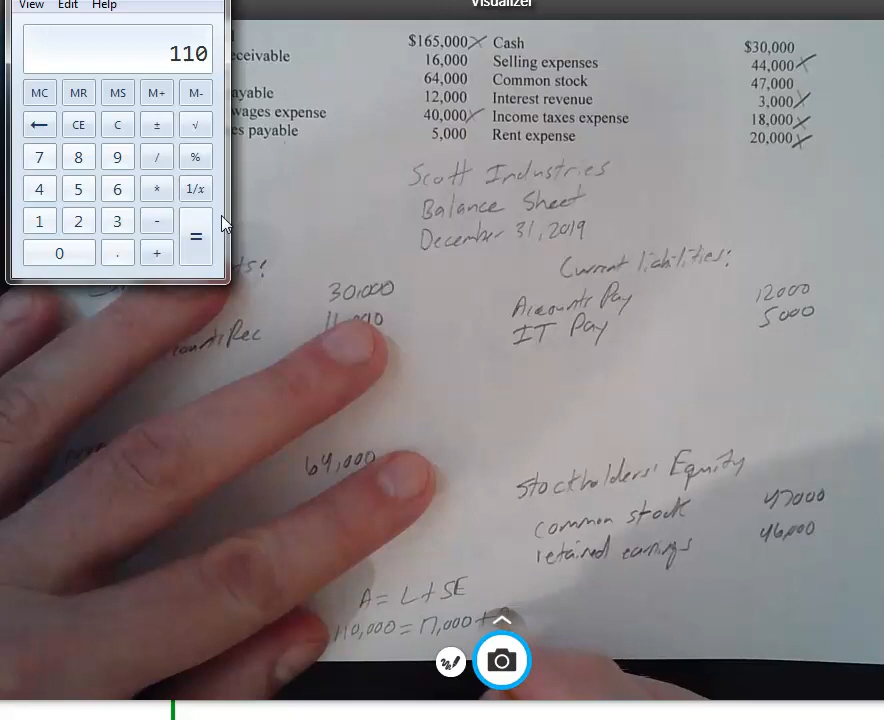 Visualizer
View Edit Help
110
MC MR MS M+ M-
← CE C ± √
7 8 9 / %
4 5 6 * 1/x
1 2 3 - =
0 . +
$165,000 X Cash $30,000
eceivable 16,000 Selling expenses 44,000 X
64,000 Common stock 47,000
ayable 12,000 Interest revenue 3,000 X
wages expense 40,000 X Income taxes expense 18,000 X
es payable 5,000 Rent expense 20,000 X
Scott Industries
Balance Sheet
December 31, 2019
ts: Current liabilities:
30,000 Accounts Pay 12000
Rec IT Pay 5000
64,000 Stockholders' Equity
common stock 47000
retained earnings 46,000
A = L + SE
110,000 = 17,000 +